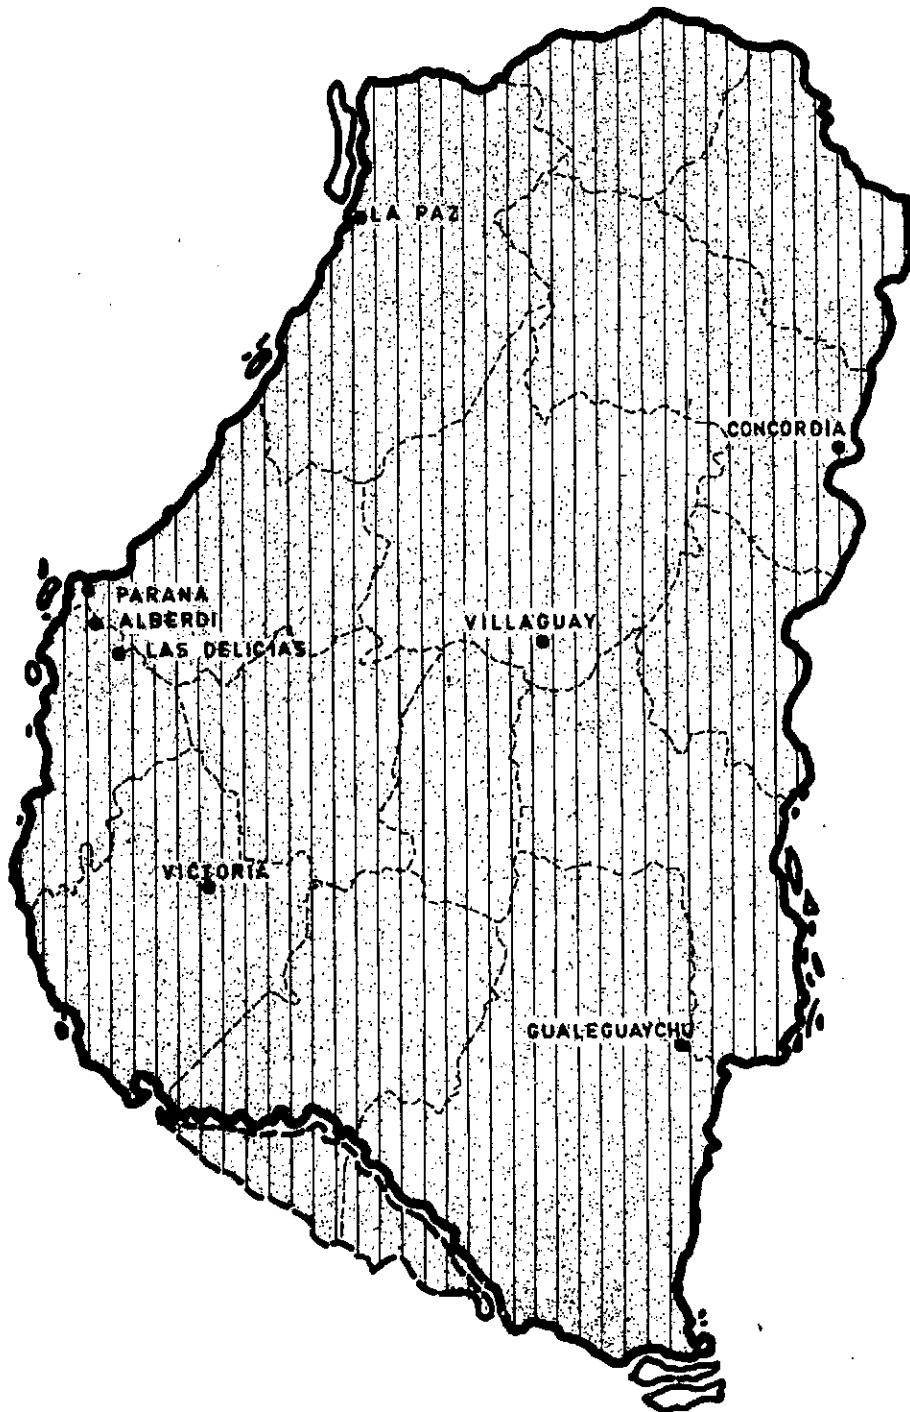 LA PAZ
CONCORDIA
PARANA
ALBERDI
VILLAGUAY
LAS DELICIAS
VICTORIA
GUALEGUAYCHU